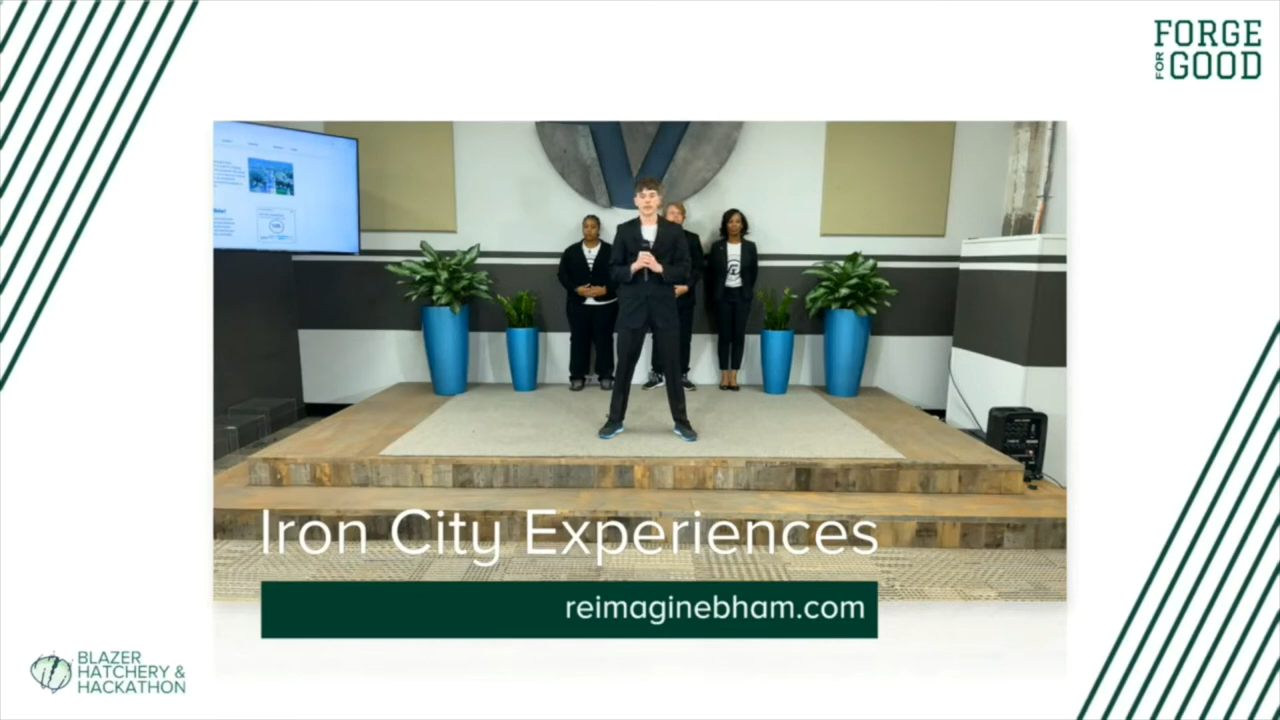 FORGE
FOR GOOD
Iron City Experiences
reimaginebham.com
BLAZER
HATCHERY &
HACKATHON